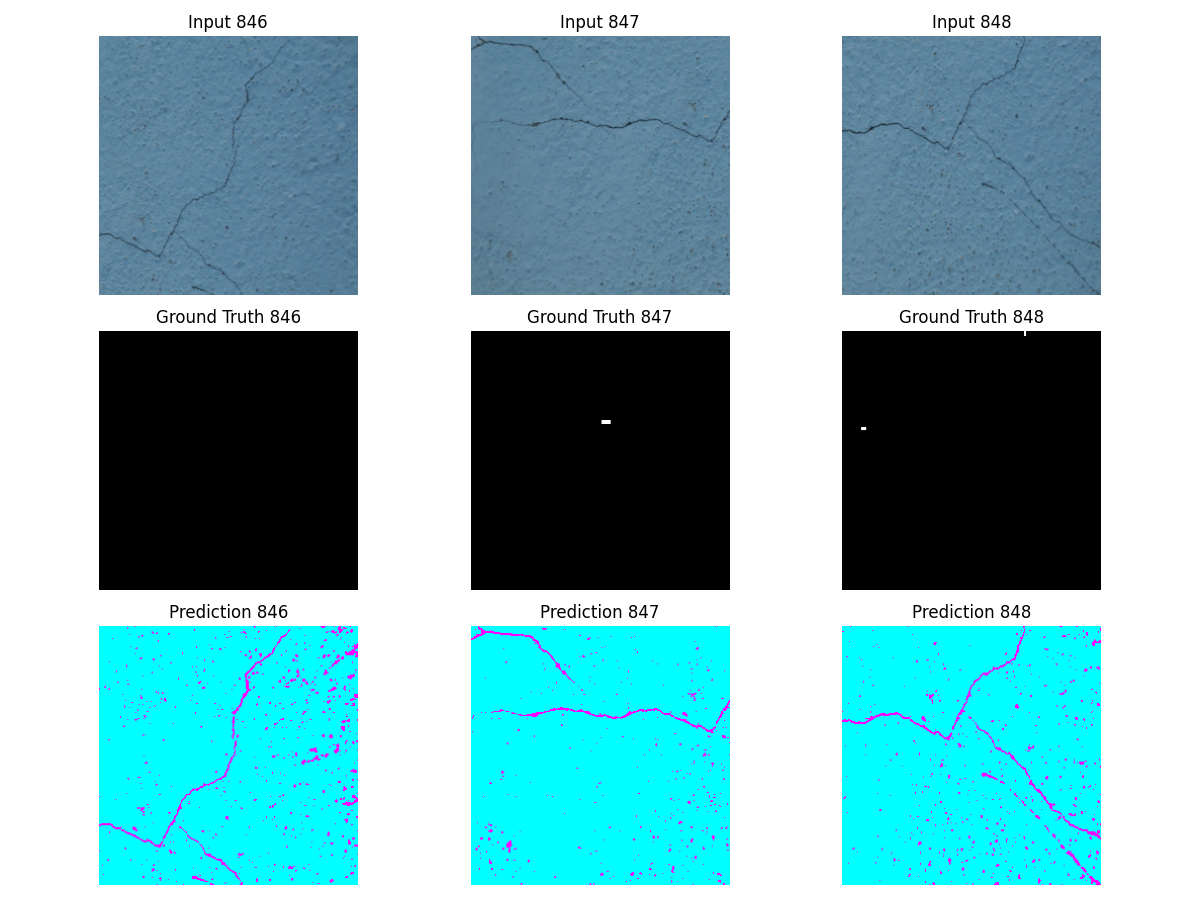 Input 846
Input 847
Input 848
Ground Truth 846
Ground Truth 847
Ground Truth 848
Prediction 846
Prediction 847
Prediction 848